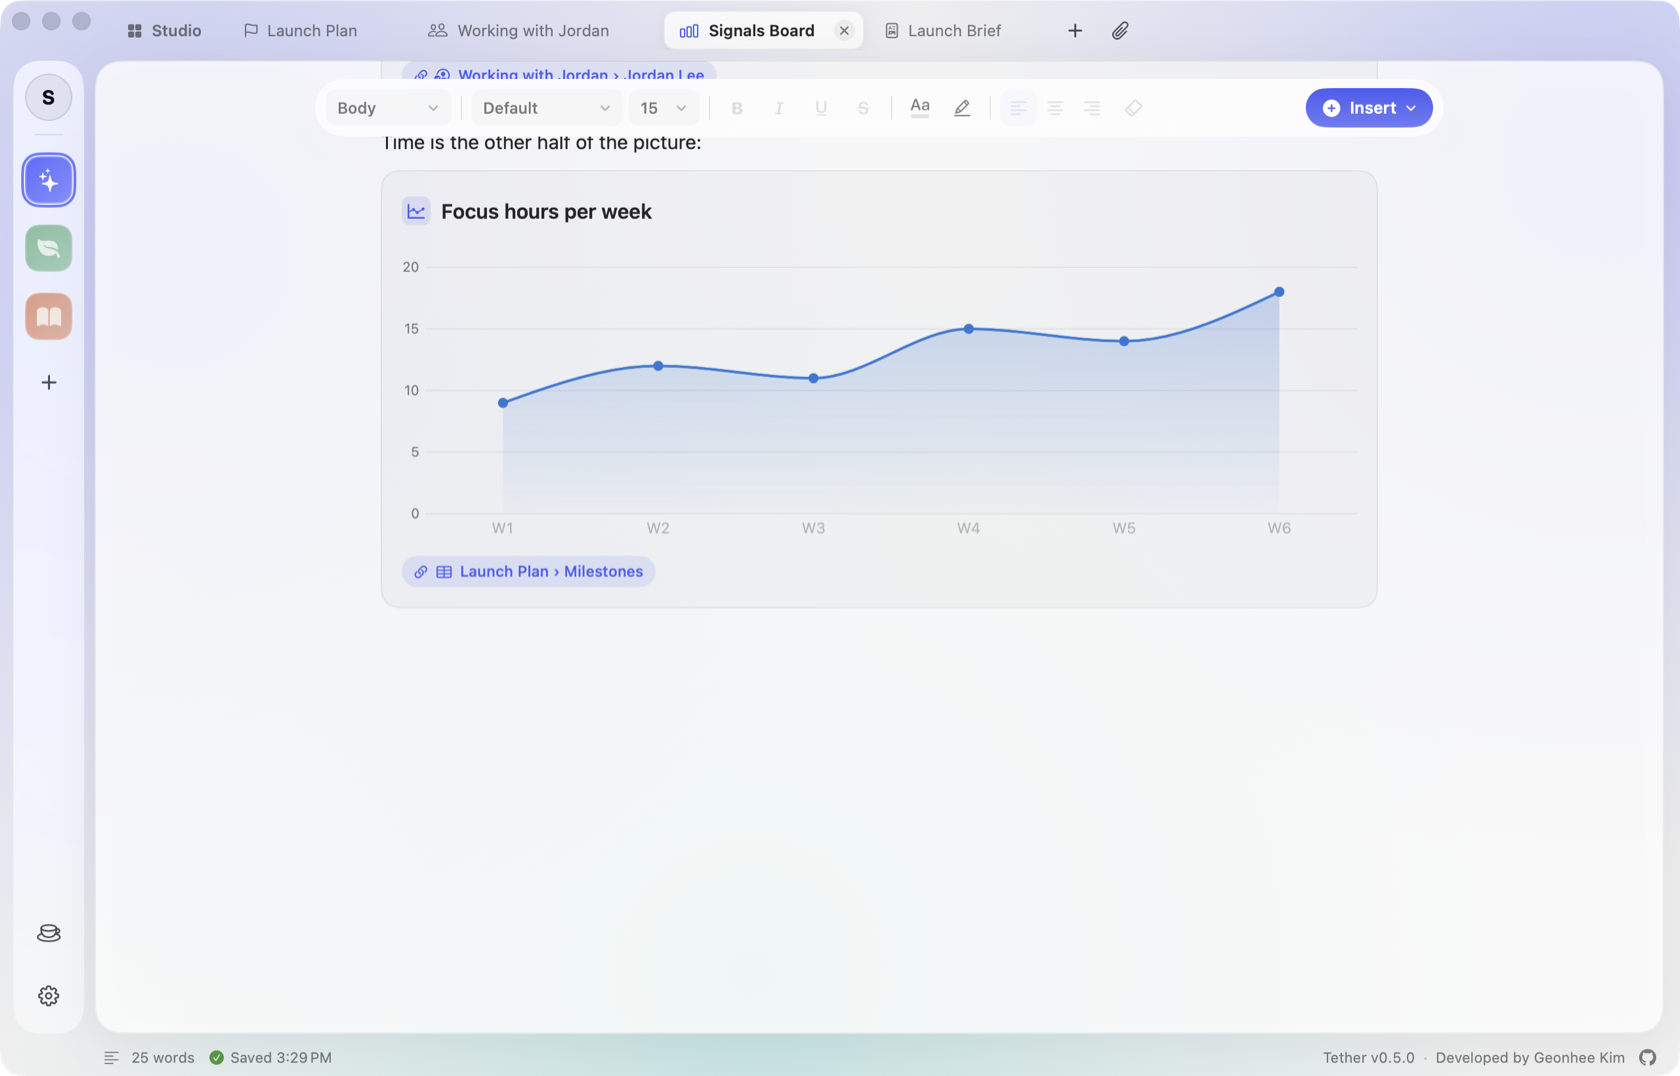 Studio
Launch Plan
Working with Jordan
Signals Board
Launch Brief
S
Working with Jordan › Jordan Lee
Body
Default
15
B
I
U
S
Aa
Insert
Time is the other half of the picture:
Focus hours per week
20
15
10
5
0
W1 W2 W3 W4 W5 W6
Launch Plan › Milestones
25 words
Saved 3:29 PM
Tether v0.5.0 · Developed by Geonhee Kim